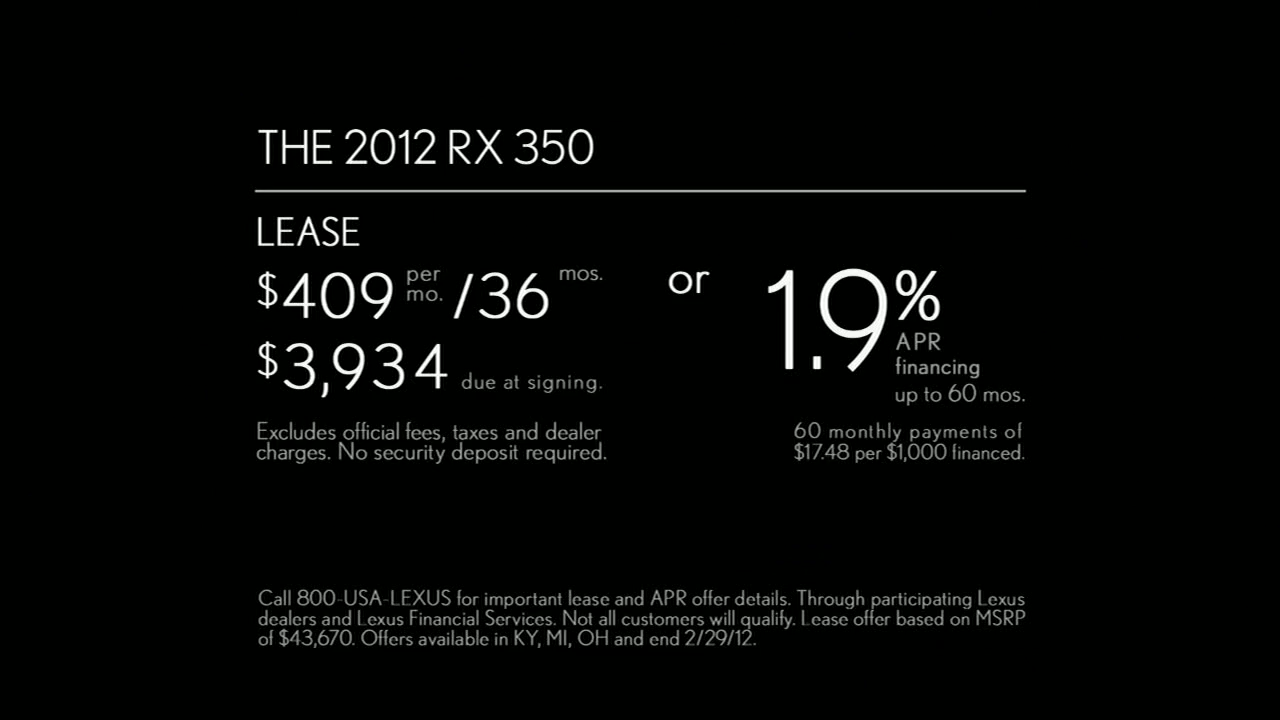 THE 2012 RX 350
LEASE
$409 per mo. /36 mos.
$3,934 due at signing.
Excludes official fees, taxes and dealer
charges. No security deposit required.
or
1.9% APR
financing
up to 60 mos.
60 monthly payments of
$17.48 per $1,000 financed.
Call 800-USA-LEXUS for important lease and APR offer details. Through participating Lexus
dealers and Lexus Financial Services. Not all customers will qualify. Lease offer based on MSRP
of $43,670. Offers available in KY, MI, OH and end 2/29/12.